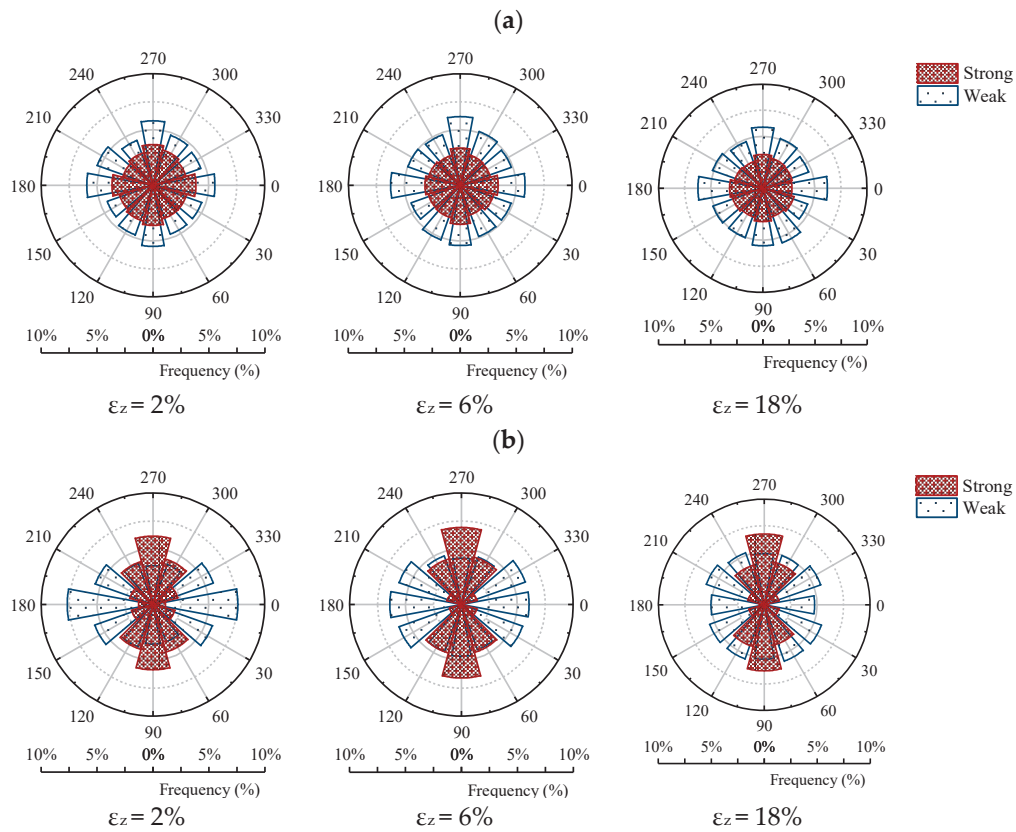 (a)
270 270 270
240 300 240 300 240 300
Strong
Weak
210 330 210 330 210 330
180 0 180 0 180 0
150 30 150 30 150 30
120 60 120 60 120 60
90 90 90
10% 5% 0% 5% 10% 10% 5% 0% 5% 10% 10% 5% 0% 5% 10%
Frequency (%) Frequency (%) Frequency (%)
εz = 2% εz = 6% εz = 18%
(b)
270 270 270
240 300 240 300 240 300
Strong
Weak
210 330 210 330 210 330
180 0 180 0 180 0
150 30 150 30 150 30
120 60 120 60 120 60
90 90 90
10% 5% 0% 5% 10% 10% 5% 0% 5% 10% 10% 5% 0% 5% 10%
Frequency (%) Frequency (%) Frequency (%)
εz = 2% εz = 6% εz = 18%